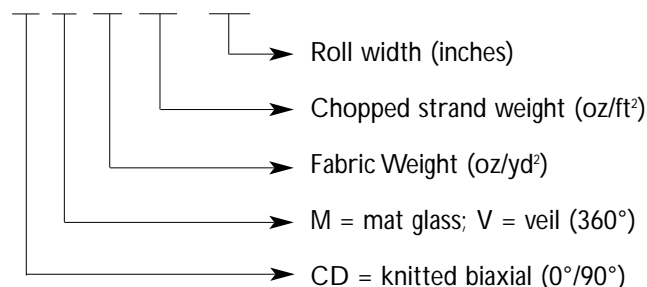 Roll width (inches)
Chopped strand weight (oz/ft²)
Fabric Weight (oz/yd²)
M = mat glass; V = veil (360°)
CD = knitted biaxial (0°/90°)